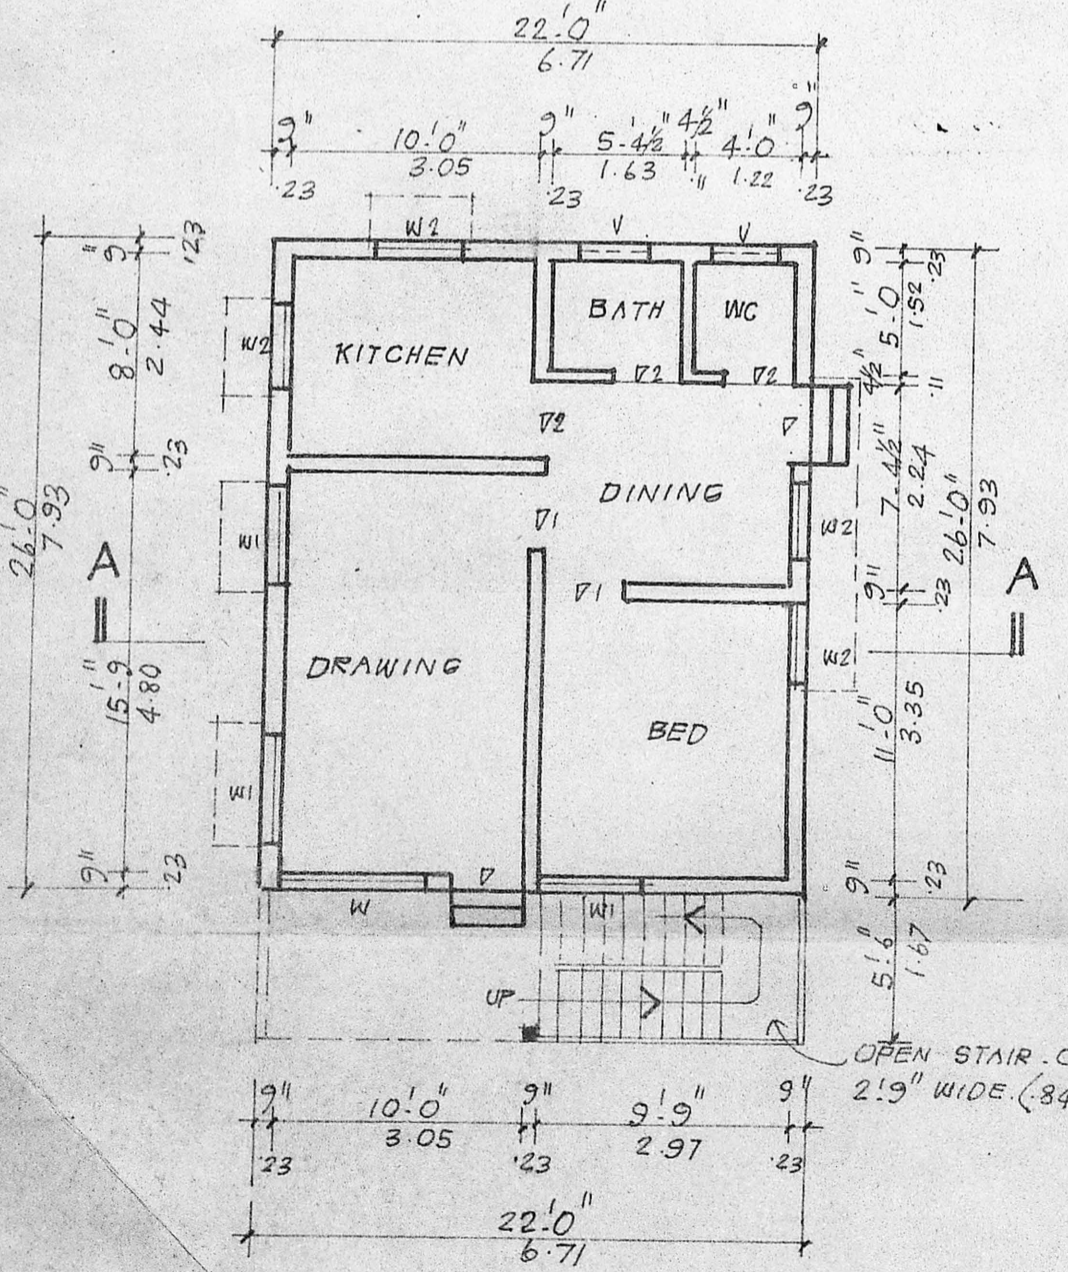 22'-0"
6.71
9" 10'-0" 9" 5'-4½" 4½" 4'-0" 9"
.23 3.05 .23 1.63 .11 1.22 .23
W2 V V
9" .23
8'-0" 2.44
9" .23
26'-0" 7.93
15'-9" 4.80
9" .23
W2 KITCHEN BATH WC
D2 D2
D2 D
W1 D1 DINING W2
D1
A A
DRAWING BED W2
W1
W D W1
UP
9" .23
5'-0" 1.52
4½" .11
7'-4½" 2.24
26'-0" 7.93
9" .23
11'-0" 3.35
9" .23
5'-6" 1.67
OPEN STAIR.
2'-9" WIDE. (.84
9" 10'-0" 9" 9'-9" 9"
.23 3.05 .23 2.97 .23
22'-0"
6.71